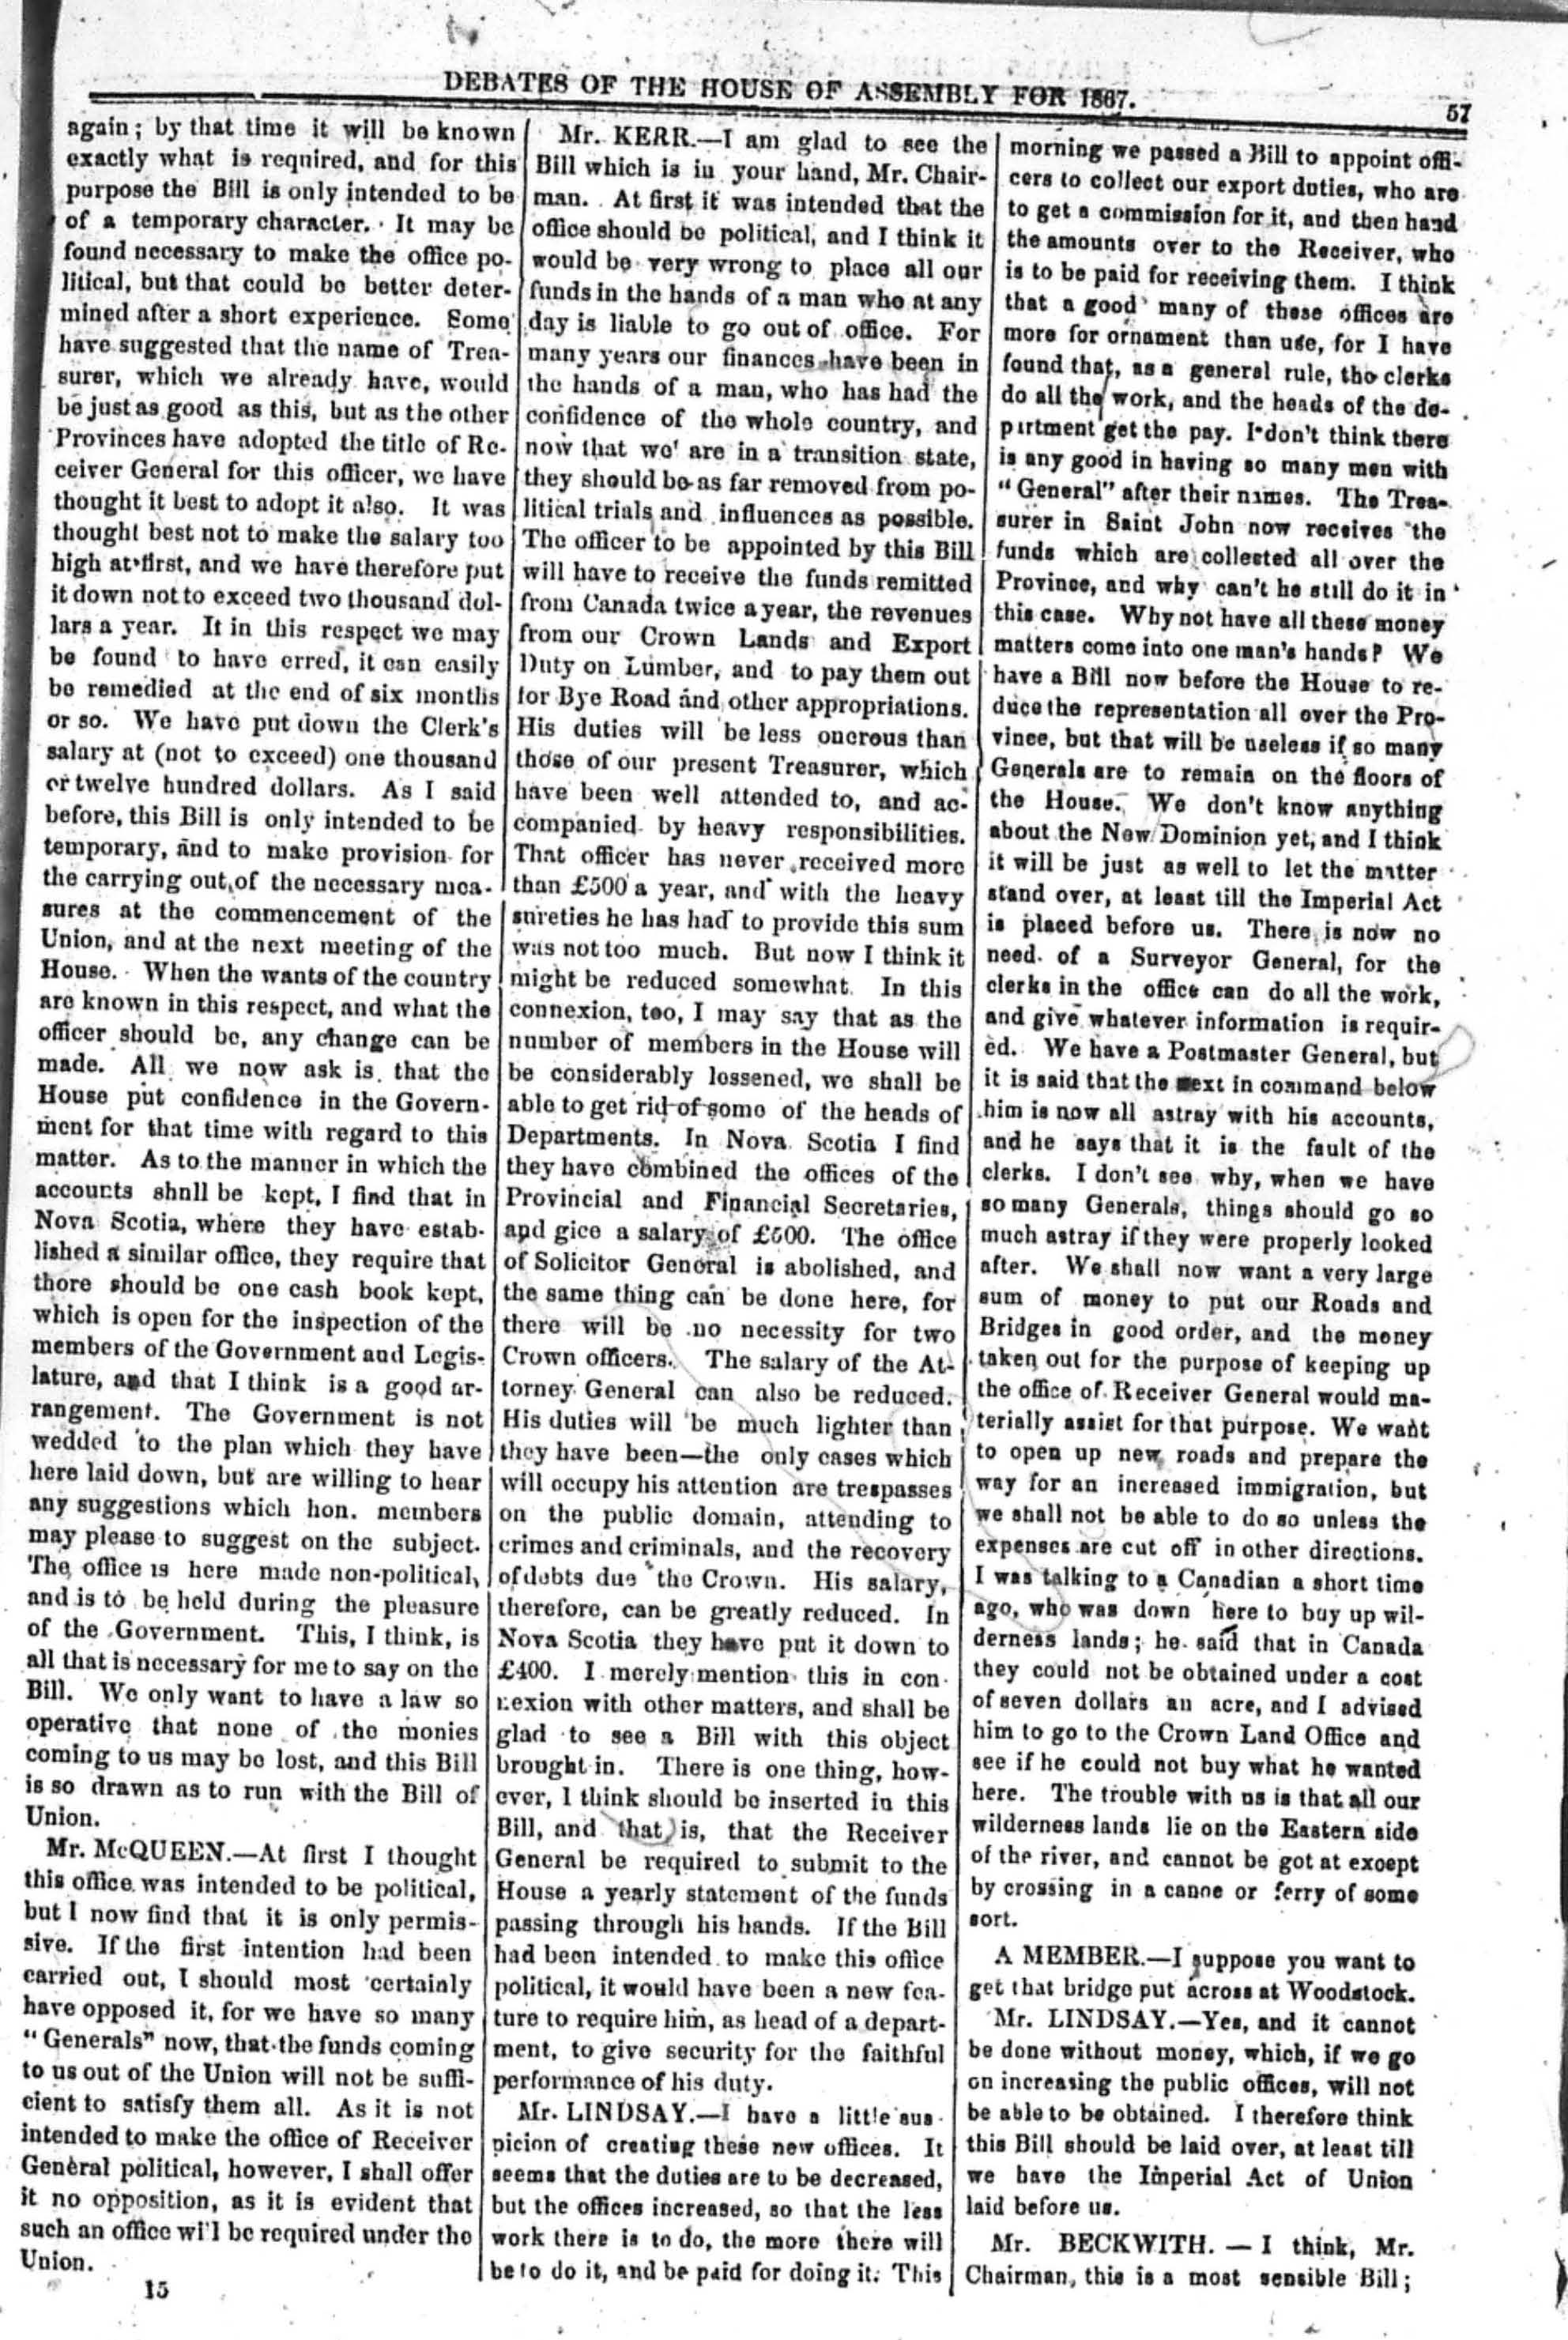 DEBATES OF THE HOUSE OF ASSEMBLY FOR 1867.
57
again; by that time it will be known
exactly what is required, and for this
purpose the Bill is only intended to be
of a temporary character. It may be
found necessary to make the office po-
litical, but that could be better deter-
mined after a short experience. Some
have suggested that the name of Trea-
surer, which we already have, would
be just as good as this, but as the other
Provinces have adopted the title of Re-
ceiver General for this officer, we have
thought it best to adopt it also. It was
thought best not to make the salary too
high at first, and we have therefore put
it down not to exceed two thousand dol-
lars a year. If in this respect we may
be found to have erred, it can easily
be remedied at the end of six months
or so. We have put down the Clerk's
salary at (not to exceed) one thousand
or twelve hundred dollars. As I said
before, this Bill is only intended to be
temporary, and to make provision for
the carrying out of the necessary mea-
sures at the commencement of the
Union, and at the next meeting of the
House. When the wants of the country
are known in this respect, and what the
officer should be, any change can be
made. All we now ask is that the
House put confidence in the Govern-
ment for that time with regard to this
matter. As to the manner in which the
accounts shall be kept, I find that in
Nova Scotia, where they have estab-
lished a similar office, they require that
thore should be one cash book kept,
which is open for the inspection of the
members of the Government and Legis-
lature, and that I think is a good ar-
rangement. The Government is not
wedded to the plan which they have
here laid down, but are willing to hear
any suggestions which hon. members
may please to suggest on the subject.
The office is here made non-political,
and is to be held during the pleasure
of the Government. This, I think, is
all that is necessary for me to say on the
Bill. We only want to have a law so
operative that none of the monies
coming to us may be lost, and this Bill
is so drawn as to run with the Bill of
Union.
Mr. McQUEEN.—At first I thought
this office was intended to be political,
but I now find that it is only permis-
sive. If the first intention had been
carried out, I should most certainly
have opposed it, for we have so many
"Generals" now, that the funds coming
to us out of the Union will not be suffi-
cient to satisfy them all. As it is not
intended to make the office of Receiver
General political, however, I shall offer
it no opposition, as it is evident that
such an office will be required under the
Union.
15
Mr. KERR.—I am glad to see the
Bill which is in your hand, Mr. Chair-
man. At first it was intended that the
office should be political, and I think it
would be very wrong to place all our
funds in the hands of a man who at any
day is liable to go out of office. For
many years our finances have been in
the hands of a man, who has had the
confidence of the whole country, and
now that we are in a transition state,
they should be as far removed from po-
litical trials and influences as possible.
The officer to be appointed by this Bill
will have to receive the funds remitted
from Canada twice a year, the revenues
from our Crown Lands and Export
Duty on Lumber, and to pay them out
for Bye Road and other appropriations.
His duties will be less onerous than
those of our present Treasurer, which
have been well attended to, and ac-
companied by heavy responsibilities.
That officer has never received more
than £500 a year, and with the heavy
sureties he has had to provide this sum
was not too much. But now I think it
might be reduced somewhat. In this
connexion, too, I may say that as the
number of members in the House will
be considerably lessened, we shall be
able to get rid of some of the heads of
Departments. In Nova Scotia I find
they have combined the offices of the
Provincial and Financial Secretaries,
and gice a salary of £500. The office
of Solicitor General is abolished, and
the same thing can be done here, for
there will be no necessity for two
Crown officers. The salary of the At-
torney General can also be reduced.
His duties will be much lighter than
they have been—the only cases which
will occupy his attention are trespasses
on the public domain, attending to
crimes and criminals, and the recovery
of debts due the Crown. His salary,
therefore, can be greatly reduced. In
Nova Scotia they have put it down to
£400. I merely mention this in con-
nexion with other matters, and shall be
glad to see a Bill with this object
brought in. There is one thing, how-
ever, I think should be inserted in this
Bill, and that is, that the Receiver
General be required to submit to the
House a yearly statement of the funds
passing through his hands. If the Bill
had been intended to make this office
political, it would have been a new fea-
ture to require him, as head of a depart-
ment, to give security for the faithful
performance of his duty.
Mr. LINDSAY.—I have a little sus-
picion of creating these new offices. It
seems that the duties are to be decreased,
but the offices increased, so that the less
work there is to do, the more there will
be to do it, and be paid for doing it. This
morning we passed a Bill to appoint offi-
cers to collect our export duties, who are
to get a commission for it, and then hand
the amounts over to the Receiver, who
is to be paid for receiving them. I think
that a good many of these offices are
more for ornament than use, for I have
found that, as a general rule, the clerks
do all the work, and the heads of the de-
partment get the pay. I don't think there
is any good in having so many men with
"General" after their names. The Trea-
surer in Saint John now receives the
funds which are collected all over the
Province, and why can't he still do it in
this case. Why not have all these money
matters come into one man's hands? We
have a Bill now before the House to re-
duce the representation all over the Pro-
vince, but that will be useless if so many
Generals are to remain on the floors of
the House. We don't know anything
about the New Dominion yet, and I think
it will be just as well to let the matter
stand over, at least till the Imperial Act
is placed before us. There is now no
need of a Surveyor General, for the
clerks in the office can do all the work,
and give whatever information is requir-
ed. We have a Postmaster General, but
it is said that the next in command below
him is now all astray with his accounts,
and he says that it is the fault of the
clerks. I don't see why, when we have
so many Generals, things should go so
much astray if they were properly looked
after. We shall now want a very large
sum of money to put our Roads and
Bridges in good order, and the money
taken out for the purpose of keeping up
the office of Receiver General would ma-
terially assist for that purpose. We want
to open up new roads and prepare the
way for an increased immigration, but
we shall not be able to do so unless the
expenses are cut off in other directions.
I was talking to a Canadian a short time
ago, who was down here to buy up wil-
derness lands; he said that in Canada
they could not be obtained under a cost
of seven dollars an acre, and I advised
him to go to the Crown Land Office and
see if he could not buy what he wanted
here. The trouble with us is that all our
wilderness lands lie on the Eastern side
of the river, and cannot be got at except
by crossing in a canoe or ferry of some
sort.
A MEMBER.—I suppose you want to
get that bridge put across at Woodstock.
Mr. LINDSAY.—Yes, and it cannot
be done without money, which, if we go
on increasing the public offices, will not
be able to be obtained. I therefore think
this Bill should be laid over, at least till
we have the Imperial Act of Union
laid before us.
Mr. BECKWITH. — I think, Mr.
Chairman, this is a most sensible Bill;